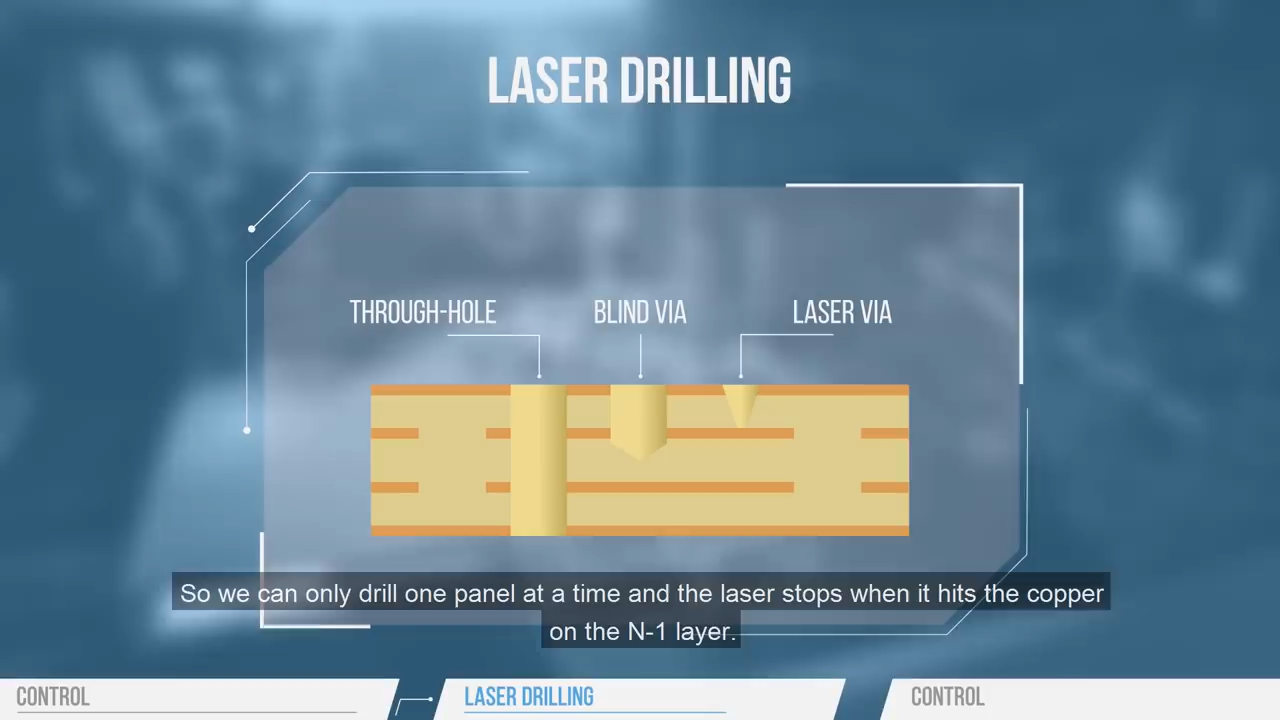 LASER DRILLING
THROUGH-HOLE
BLIND VIA
LASER VIA
So we can only drill one panel at a time and the laser stops when it hits the copper
on the N-1 layer.
CONTROL
LASER DRILLING
CONTROL